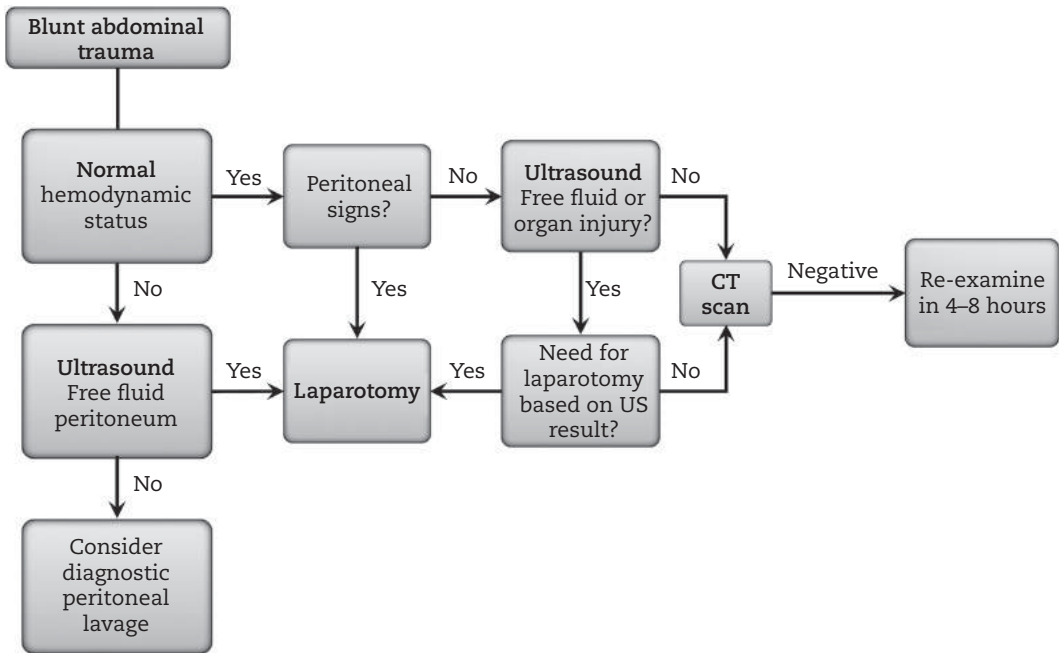 Blunt abdominal
trauma
Normal
hemodynamic
status
Yes
Peritoneal
signs?
No
Ultrasound
Free fluid or
organ injury?
No
No
Yes
Yes
CT
scan
Negative
Re-examine
in 4–8 hours
Ultrasound
Free fluid
peritoneum
Yes
Laparotomy
Yes
Need for
laparotomy
based on US
result?
No
No
Consider
diagnostic
peritoneal
lavage